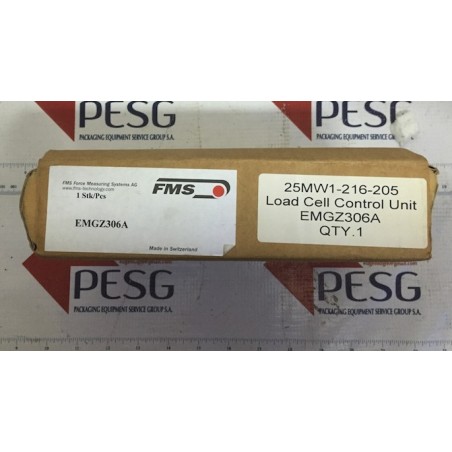 PESG
PACKAGING EQUIPMENT SERVICE GROUP S.A.
PESG
PACKAGING EQUIPMENT SERVICE GROUP S.A.
FMS Force Measuring Systems AG
www.fms-technology.com
1 Stk/Pcs
FMS
EMGZ306A
Made in Switzerland
25MW1-216-205
Load Cell Control Unit
EMGZ306A
QTY.1
PESG
PACKAGING EQUIPMENT SERVICE GROUP S.A.
PESG
PACKAGING EQUIPMENT SERVICE GROUP S.A.